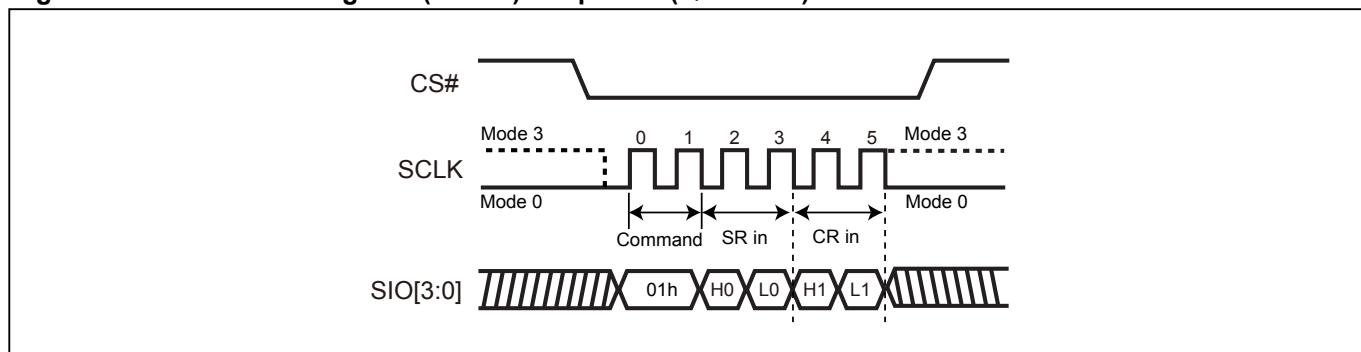 CS#
Mode 3
0 1 2 3 4 5
Mode 3
SCLK
Mode 0
Mode 0
Command
SR in
CR in
SIO[3:0]
01h
H0
L0
H1
L1